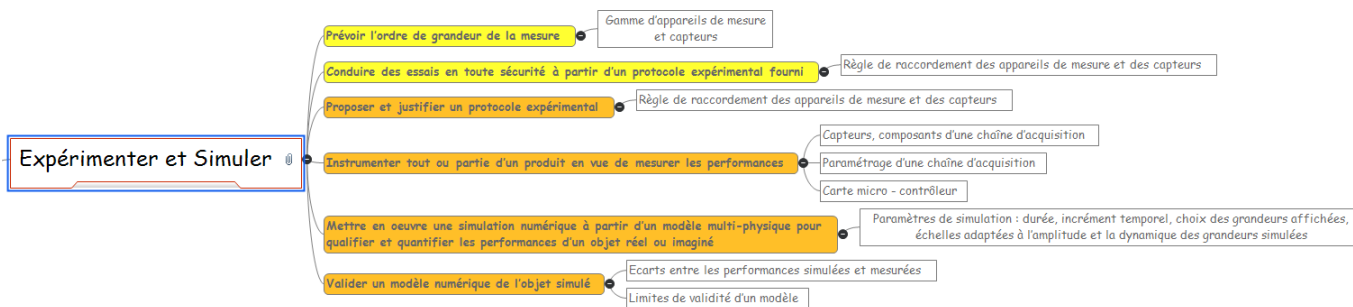 Expérimenter et Simuler
Prévoir l'ordre de grandeur de la mesure
Gamme d'appareils de mesure
et capteurs
Conduire des essais en toute sécurité à partir d'un protocole expérimental fourni
Règle de raccordement des appareils de mesure et des capteurs
Proposer et justifier un protocole expérimental
Règle de raccordement des appareils de mesure et des capteurs
Instrumenter tout ou partie d'un produit en vue de mesurer les performances
Capteurs, composants d'une chaîne d'acquisition
Paramétrage d'une chaîne d'acquisition
Carte micro - contrôleur
Mettre en oeuvre une simulation numérique à partir d'un modèle multi-physique pour
qualifier et quantifier les performances d'un objet réel ou imaginé
Paramètres de simulation : durée, incrément temporel, choix des grandeurs affichées,
échelles adaptées à l'amplitude et la dynamique des grandeurs simulées
Valider un modèle numérique de l'objet simulé
Ecarts entre les performances simulées et mesurées
Limites de validité d'un modèle